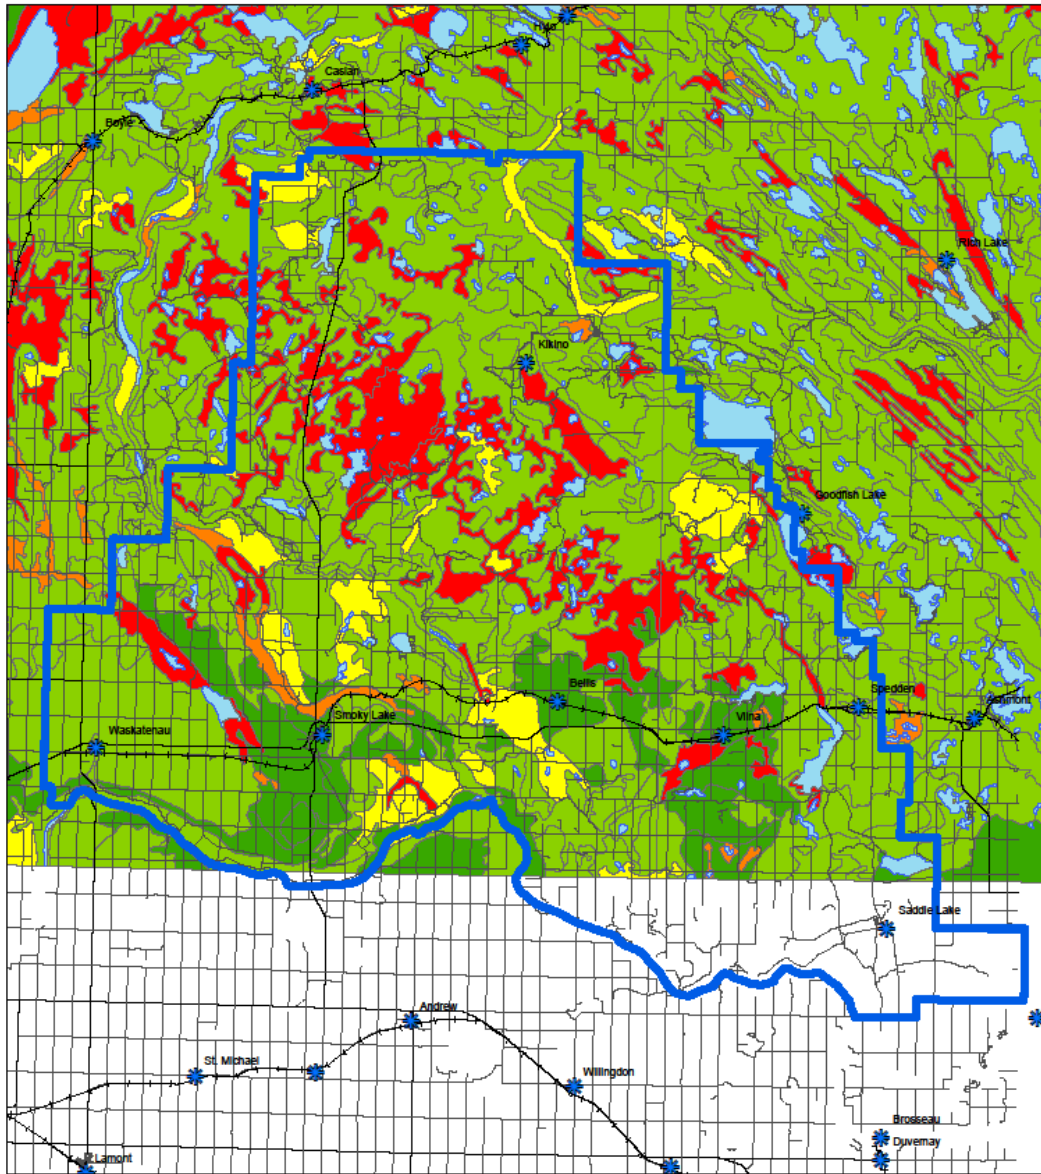 Hylo
Caslan
Boyle
Rich Lake
Kikino
Goodfish Lake
Bellis
Spedden
Ashmont
Smoky Lake
Vilna
Waskatenau
Saddle Lake
Andrew
St. Michael
Willingdon
Brosseau
Duvernay
Lamont